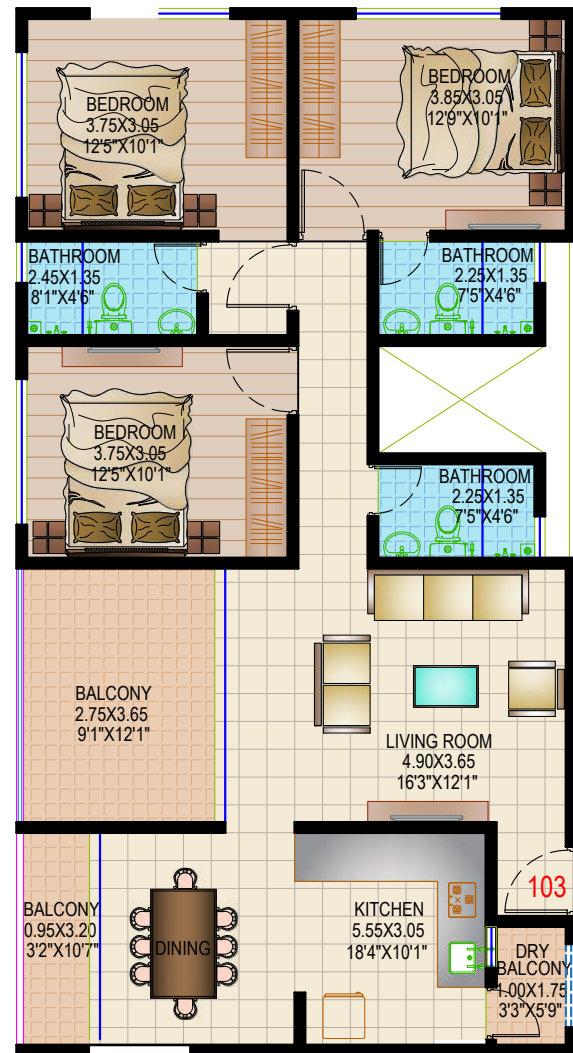 BEDROOM
3.75X3.05
12'5"X10'1"
BEDROOM
3.85X3.05
12'9"X10'1"
BATHROOM
2.45X1.35
8'1"X4'6"
BATHROOM
2.25X1.35
7'5"X4'6"
BEDROOM
3.75X3.05
12'5"X10'1"
BATHROOM
2.25X1.35
7'5"X4'6"
BALCONY
2.75X3.65
9'1"X12'1"
LIVING ROOM
4.90X3.65
16'3"X12'1"
103
BALCONY
0.95X3.20
3'2"X10'7"
DINING
KITCHEN
5.55X3.05
18'4"X10'1"
DRY
BALCONY
1.00X1.75
3'3"X5'9"